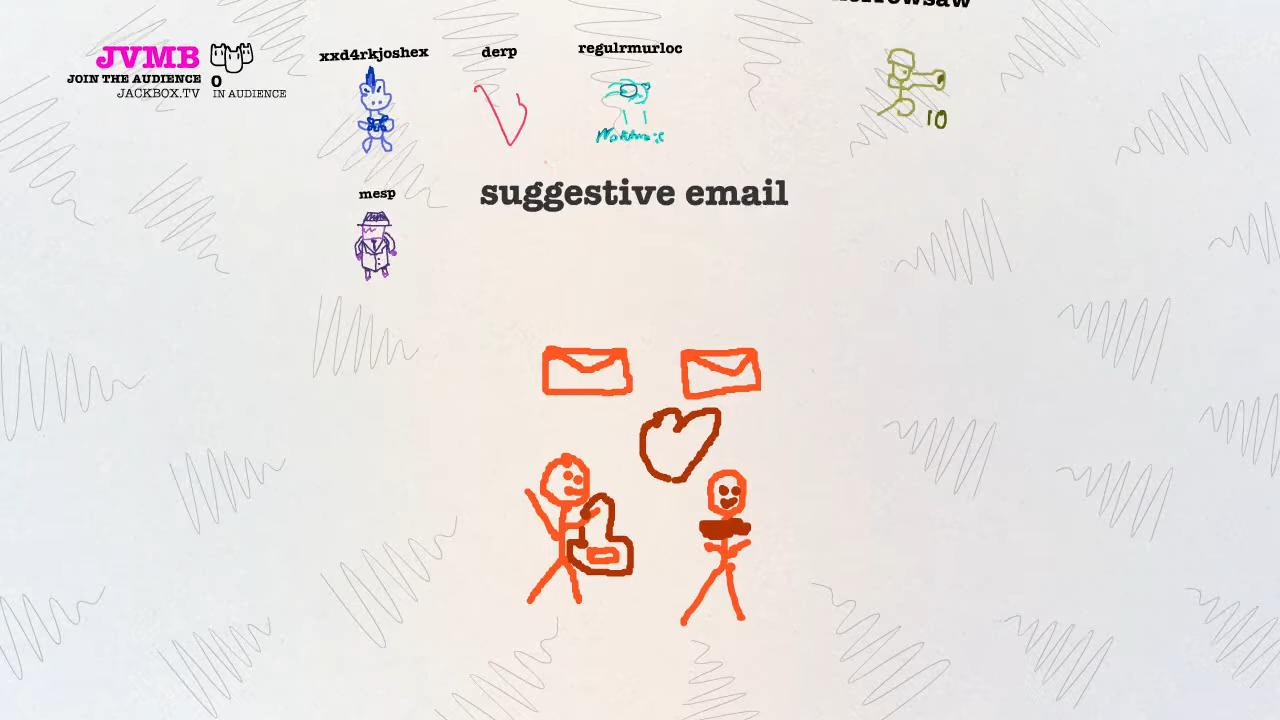 JVMB
JOIN THE AUDIENCE
JACKBOX.TV
0
IN AUDIENCE
xxd4rkjoshex
derp
regulrmurloc
10
mesp
suggestive email